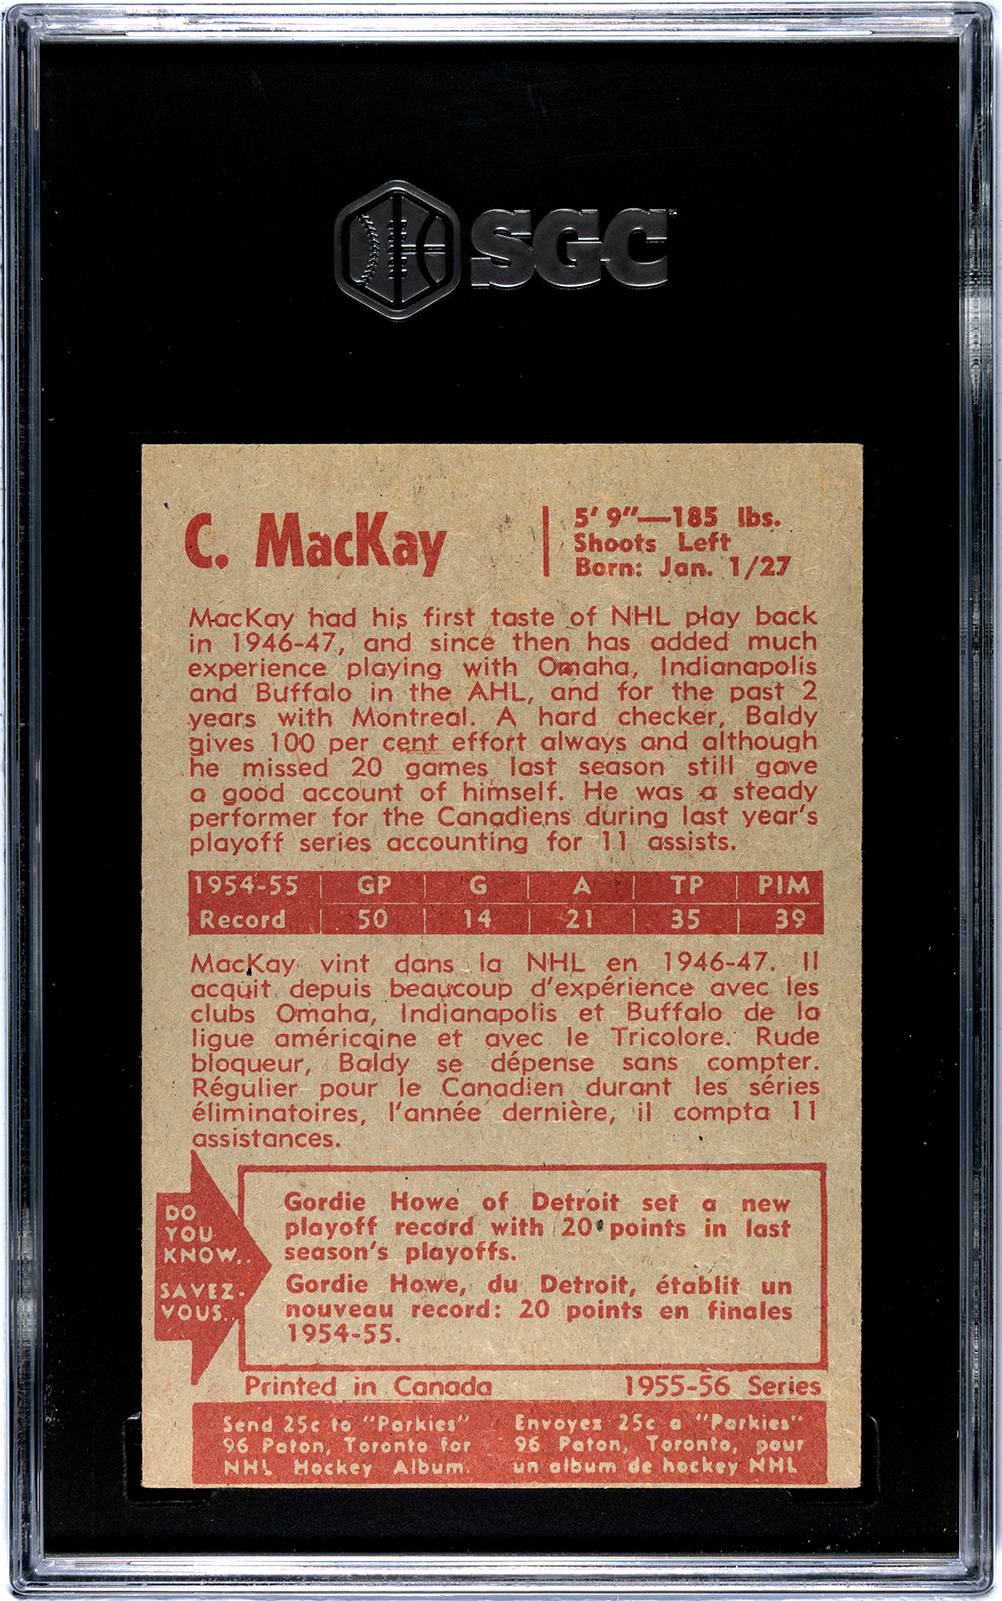 SGC
C. MacKay
5' 9"—185 lbs.
Shoots Left
Born: Jan. 1/27
MacKay had his first taste of NHL play back
in 1946-47, and since then has added much
experience playing with Omaha, Indianapolis
and Buffalo in the AHL, and for the past 2
years with Montreal. A hard checker, Baldy
gives 100 per cent effort always and although
he missed 20 games last season still gave
a good account of himself. He was a steady
performer for the Canadiens during last year's
playoff series accounting for 11 assists.
1954-55 | GP | G | A | TP | PIM
Record | 50 | 14 | 21 | 35 | 39
MacKay vint dans la NHL en 1946-47. Il
acquit depuis beaucoup d'expérience avec les
clubs Omaha, Indianapolis et Buffalo de la
ligue américaine et avec le Tricolore. Rude
bloqueur, Baldy se dépense sans compter.
Régulier pour le Canadien durant les séries
éliminatoires, l'année dernière, il compta 11
assistances.
DO
YOU
KNOW..
SAVEZ-
VOUS..
Gordie Howe of Detroit set a new
playoff record with 20 points in last
season's playoffs.
Gordie Howe, du Detroit, établit un
nouveau record: 20 points en finales
1954-55.
Printed in Canada 1955-56 Series
Send 25c to "Parkies"
96 Paton, Toronto for
NHL Hockey Album.
Envoyez 25c a "Parkies"
96 Paton, Toronto, pour
un album de hockey NHL